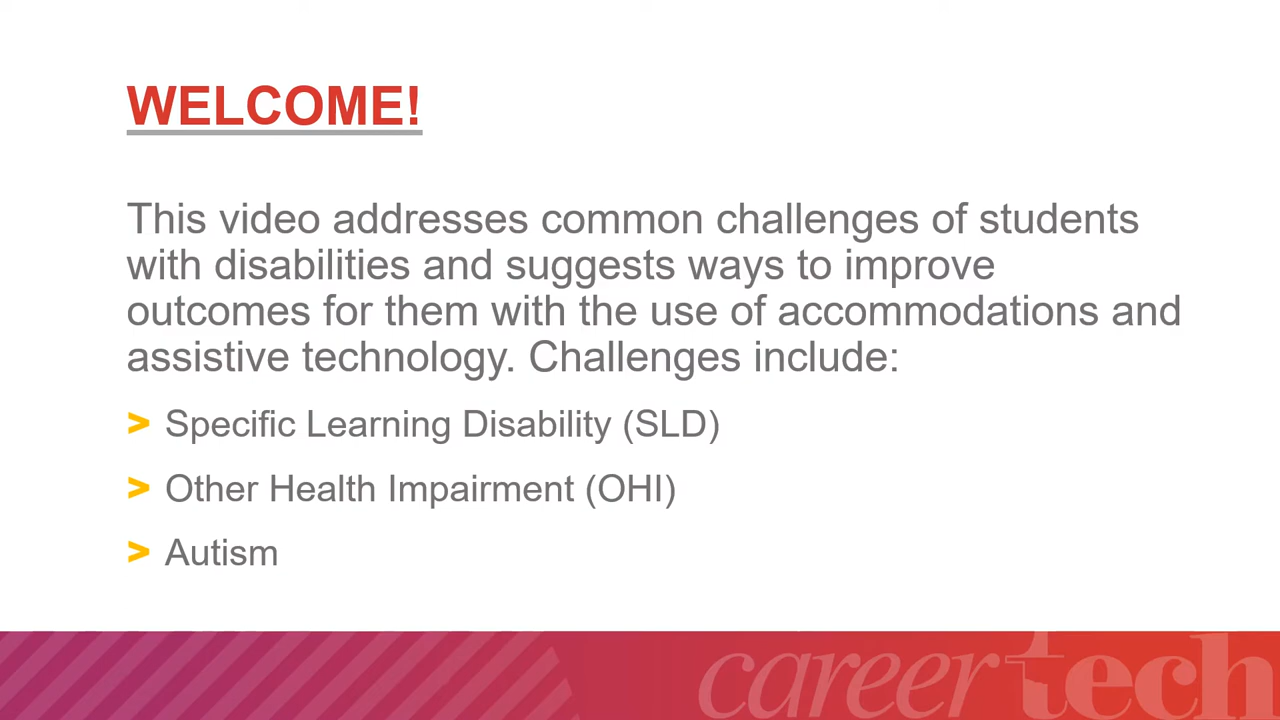 WELCOME!
This video addresses common challenges of students
with disabilities and suggests ways to improve
outcomes for them with the use of accommodations and
assistive technology. Challenges include:
> Specific Learning Disability (SLD)
> Other Health Impairment (OHI)
> Autism
careertech